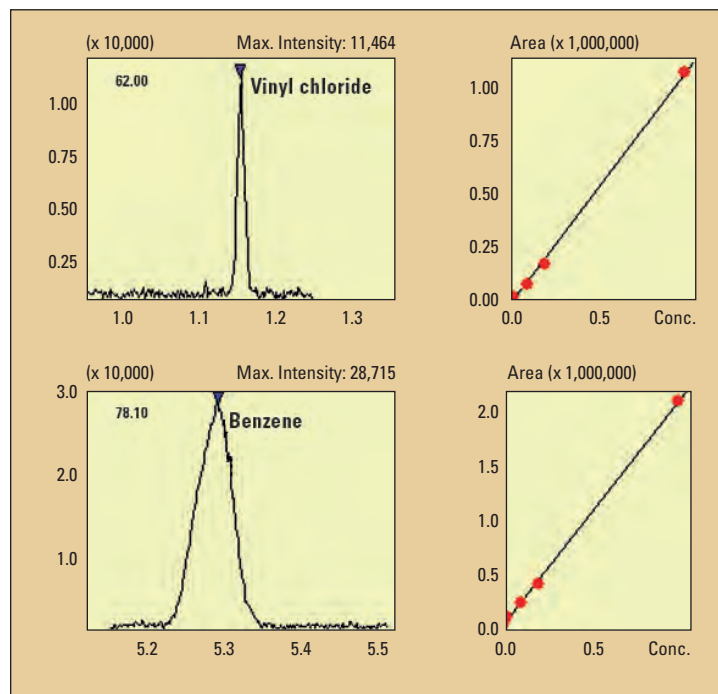 (x 10,000) Max. Intensity: 11,464
62.00
Vinyl chloride
1.00
0.75
0.50
0.25
1.0 1.1 1.2 1.3
Area (x 1,000,000)
1.00
0.75
0.50
0.25
0.00
0.0 0.5 Conc.
(x 10,000) Max. Intensity: 28,715
3.0
78.10
Benzene
2.0
1.0
5.2 5.3 5.4 5.5
Area (x 1,000,000)
2.0
1.5
1.0
0.5
0.0
0.0 0.5 Conc.